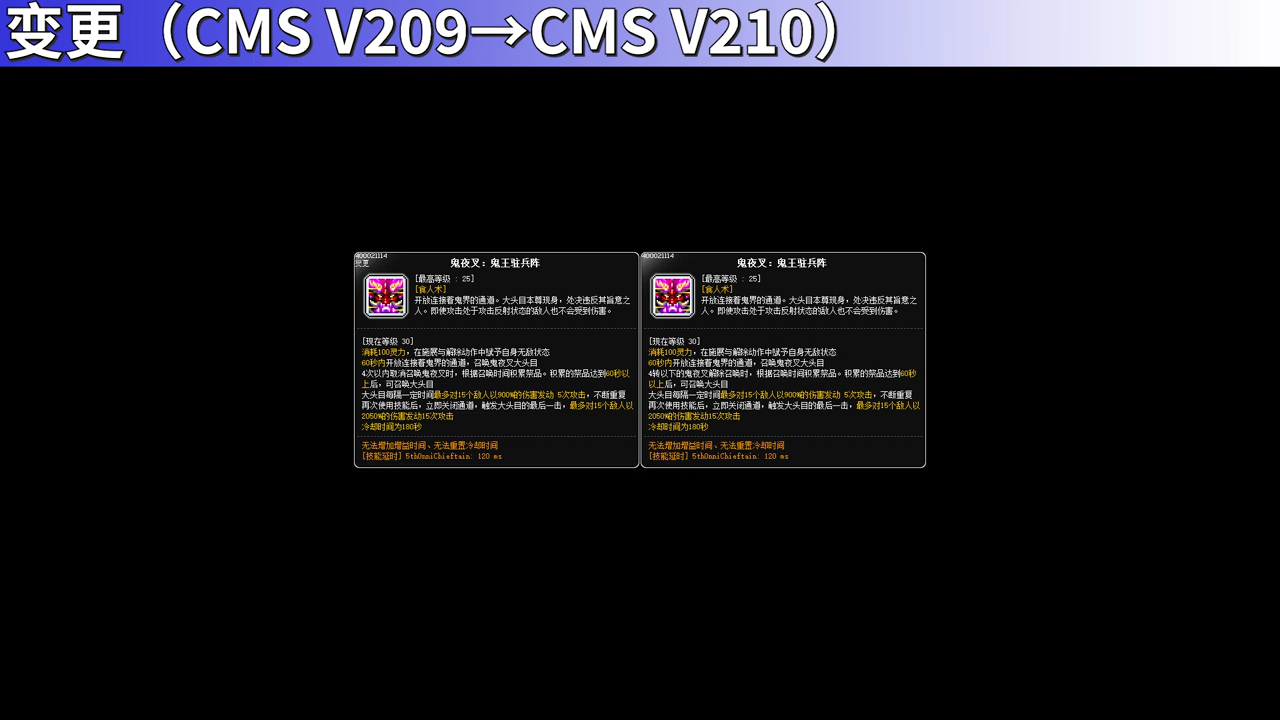 变更（CMS V209→CMS V210）
400021114
变更
鬼夜叉：鬼王驻兵阵
[最高等级 : 25]
[食人术]
开放连接着鬼界的通道。大头目本尊现身，处决违反其旨意之
人。即使攻击处于攻击反射状态的敌人也不会受到伤害。
[现在等级 30]
消耗100灵力，在施展与解除动作中赋予自身无敌状态
60秒内开放连接着鬼界的通道，召唤鬼夜叉大头目
4次以内取消召唤鬼夜叉时，根据召唤时间积累祭品。积累的祭品达到60秒以
上后，可召唤大头目
大头目每隔一定时间最多对15个敌人以900%的伤害发动 5次攻击，不断重复
再次使用技能后，立即关闭通道，触发大头目的最后一击，最多对15个敌人以
2050%的伤害发动15次攻击
冷却时间为180秒
无法增加增益时间、无法重置冷却时间
[技能延时] 5thOnniChieftain: 120 ms
400021114
鬼夜叉：鬼王驻兵阵
[最高等级 : 25]
[食人术]
开放连接着鬼界的通道。大头目本尊现身，处决违反其旨意之
人。即使攻击处于攻击反射状态的敌人也不会受到伤害。
[现在等级 30]
消耗100灵力，在施展与解除动作中赋予自身无敌状态
60秒内开放连接着鬼界的通道，召唤鬼夜叉大头目
4转以下的鬼夜叉解除召唤时，根据召唤时间积累祭品。积累的祭品达到60秒
以上后，可召唤大头目
大头目每隔一定时间最多对15个敌人以900%的伤害发动 5次攻击，不断重复
再次使用技能后，立即关闭通道，触发大头目的最后一击，最多对15个敌人以
2050%的伤害发动15次攻击
冷却时间为180秒
无法增加增益时间、无法重置冷却时间
[技能延时] 5thOnniChieftain: 120 ms